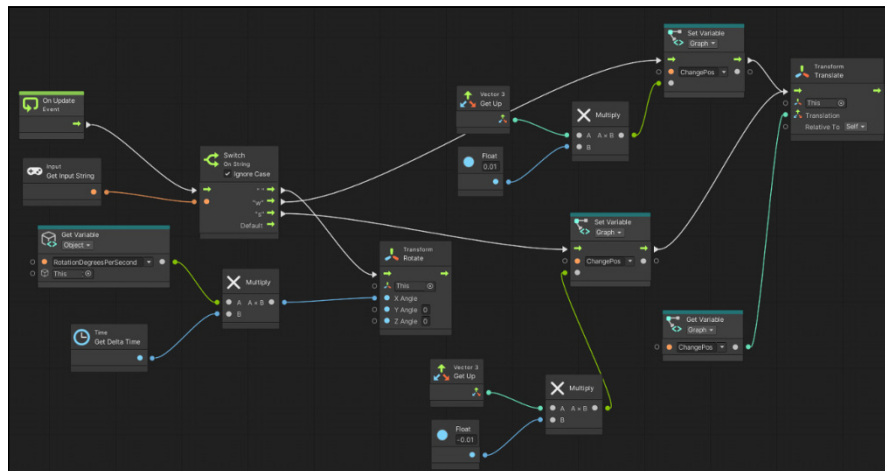 On Update
Event
Input
Get Input String
Switch
On String
Ignore Case
" "
"w"
"s"
Default
Get Variable
Object
RotationDegreesPerSecond
This
Multiply
A A × B
B
Time
Get Delta Time
Transform
Rotate
This
X Angle
Y Angle 0
Z Angle 0
Vector 3
Get Up
Float
0.01
Multiply
A A × B
B
Set Variable
Graph
ChangePos
Transform
Translate
This
Translation
Relative To Self
Set Variable
Graph
ChangePos
Get Variable
Graph
ChangePos
Vector 3
Get Up
Float
-0.01
Multiply
A A × B
B